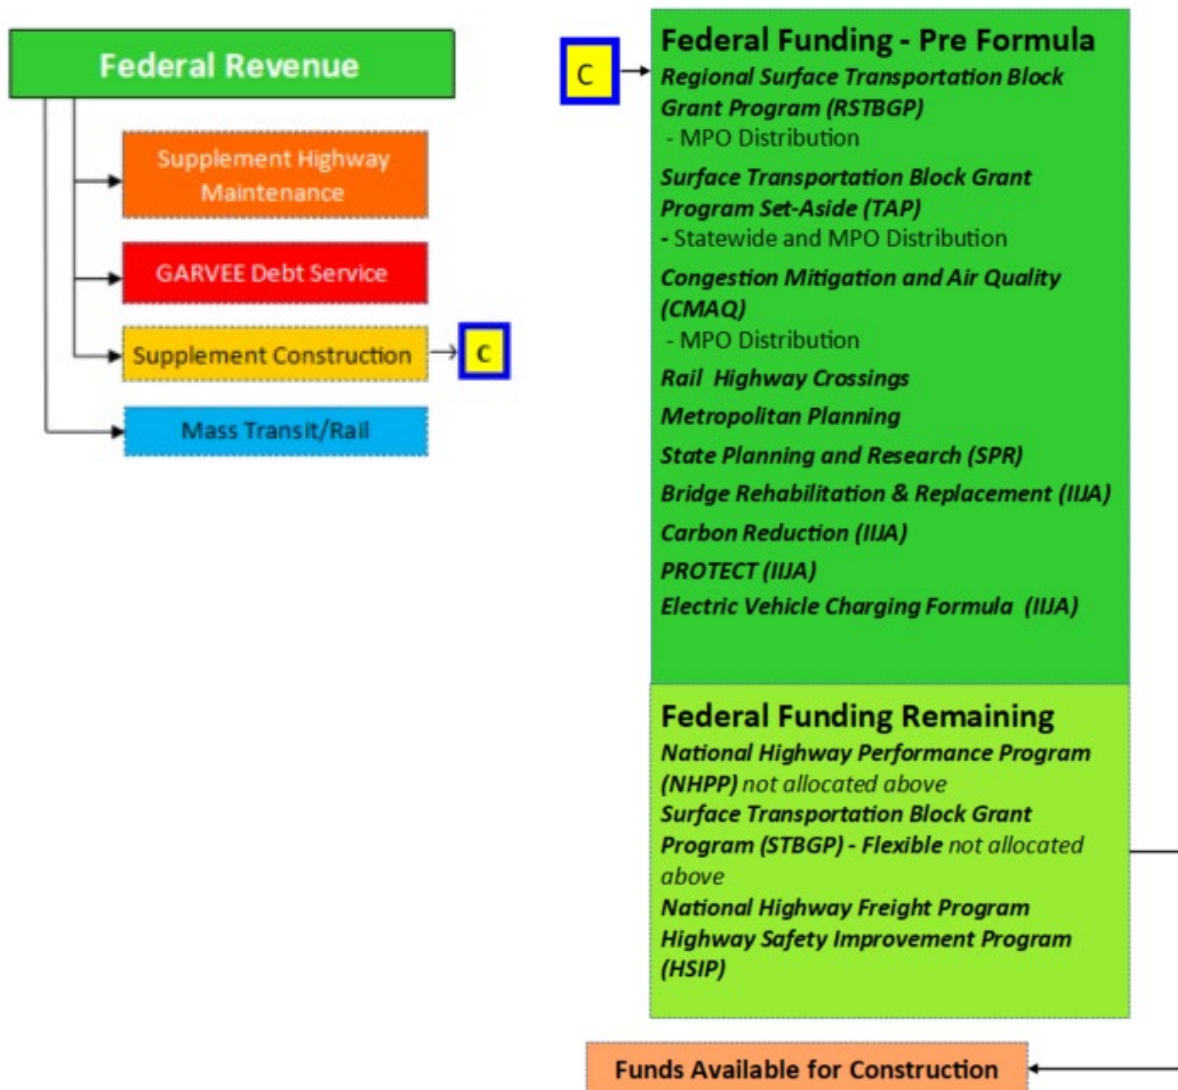 Federal Revenue
Supplement Highway
Maintenance
GARVEE Debt Service
Supplement Construction
C
Mass Transit/Rail
C
Federal Funding - Pre Formula
Regional Surface Transportation Block
Grant Program (RSTBGP)
- MPO Distribution
Surface Transportation Block Grant
Program Set-Aside (TAP)
- Statewide and MPO Distribution
Congestion Mitigation and Air Quality
(CMAQ)
- MPO Distribution
Rail Highway Crossings
Metropolitan Planning
State Planning and Research (SPR)
Bridge Rehabilitation & Replacement (IIJA)
Carbon Reduction (IIJA)
PROTECT (IIJA)
Electric Vehicle Charging Formula (IIJA)
Federal Funding Remaining
National Highway Performance Program
(NHPP) not allocated above
Surface Transportation Block Grant
Program (STBGP) - Flexible not allocated
above
National Highway Freight Program
Highway Safety Improvement Program
(HSIP)
Funds Available for Construction